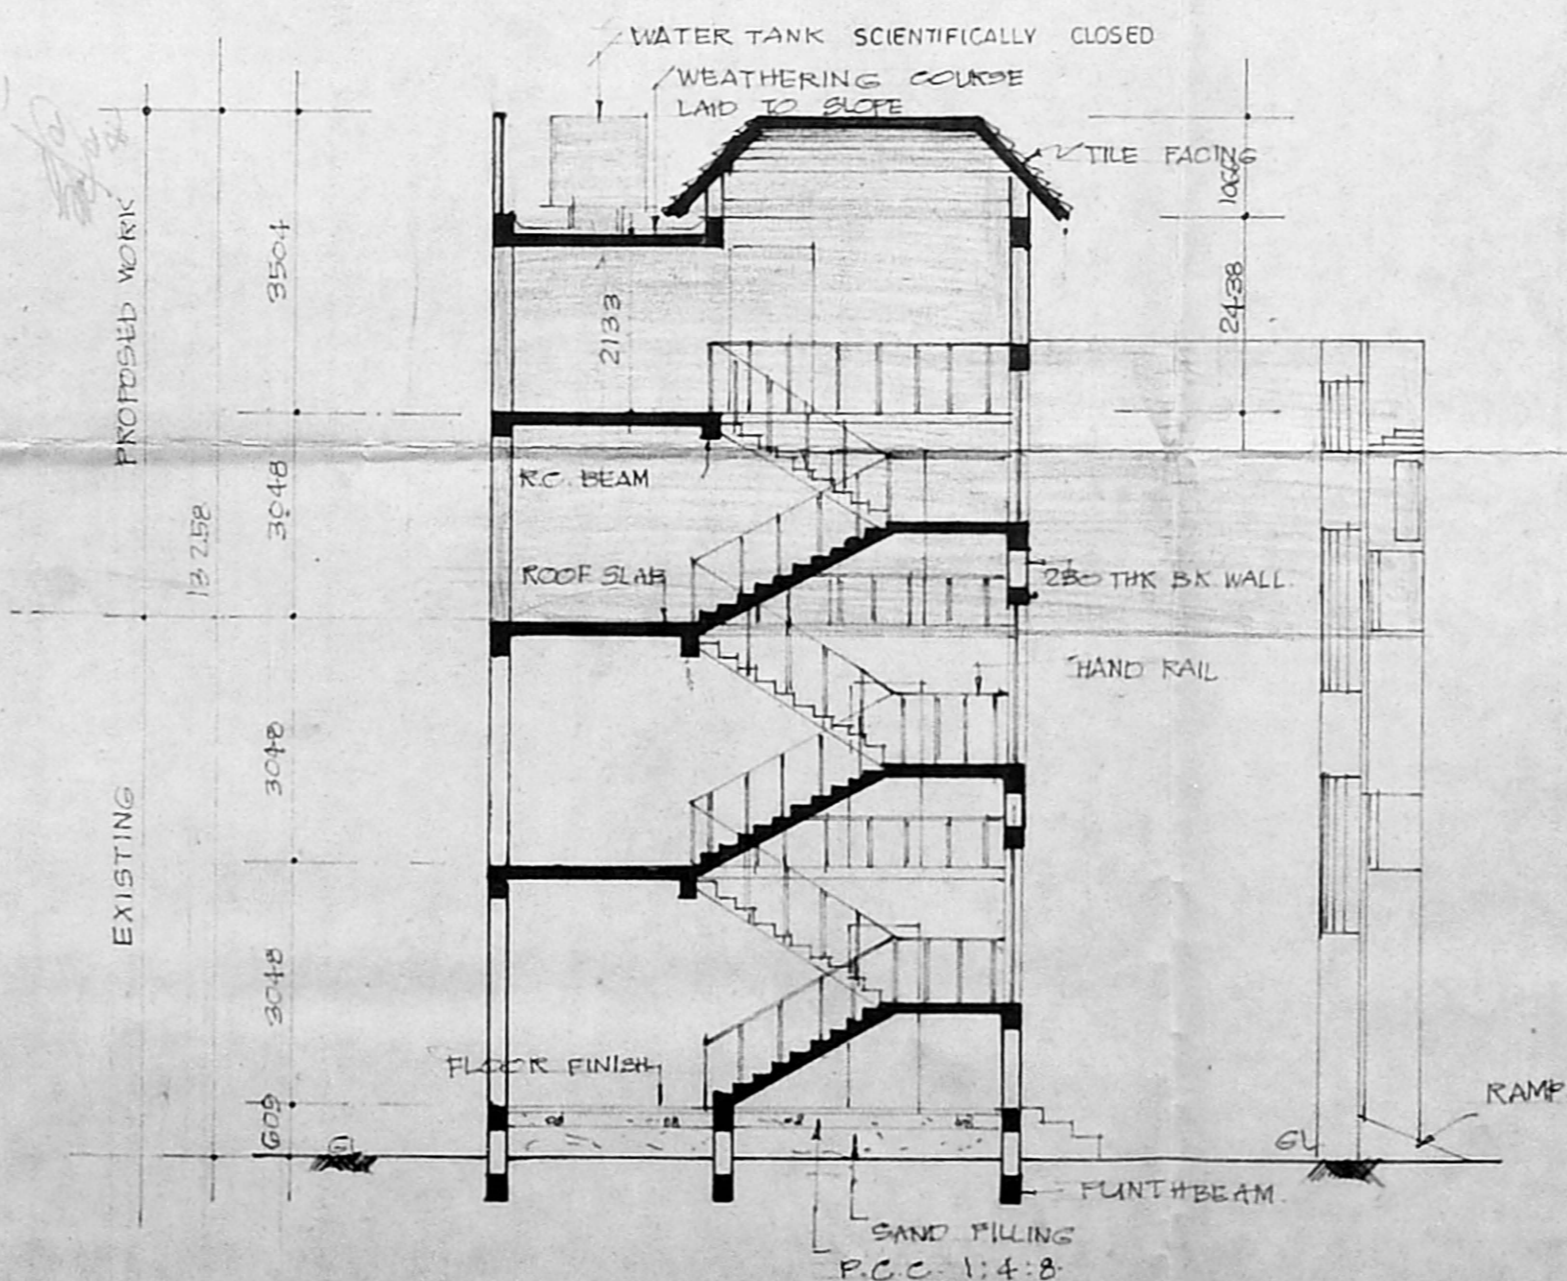 WATER TANK SCIENTIFICALLY CLOSED
WEATHERING COURSE
LAID TO SLOPE
TILE FACING
1066
2438
PROPOSED WORK
3504
2133
R.C. BEAM
3048
13258
ROOF SLAB
230 THK BK WALL.
HAND RAIL
3048
EXISTING
3048
FLOOR FINISH
609
RAMP
GL
PLINTH BEAM.
SAND FILLING
P.C.C. 1:4:8